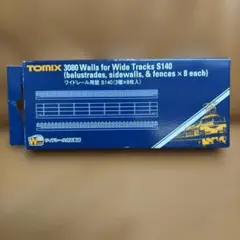 TOMIX 3080 Walls for Wide Tracks S140
(balustrades, sidewalls, & fences × 8 each)
ワイドレール用壁 S140(3種×8枚入)